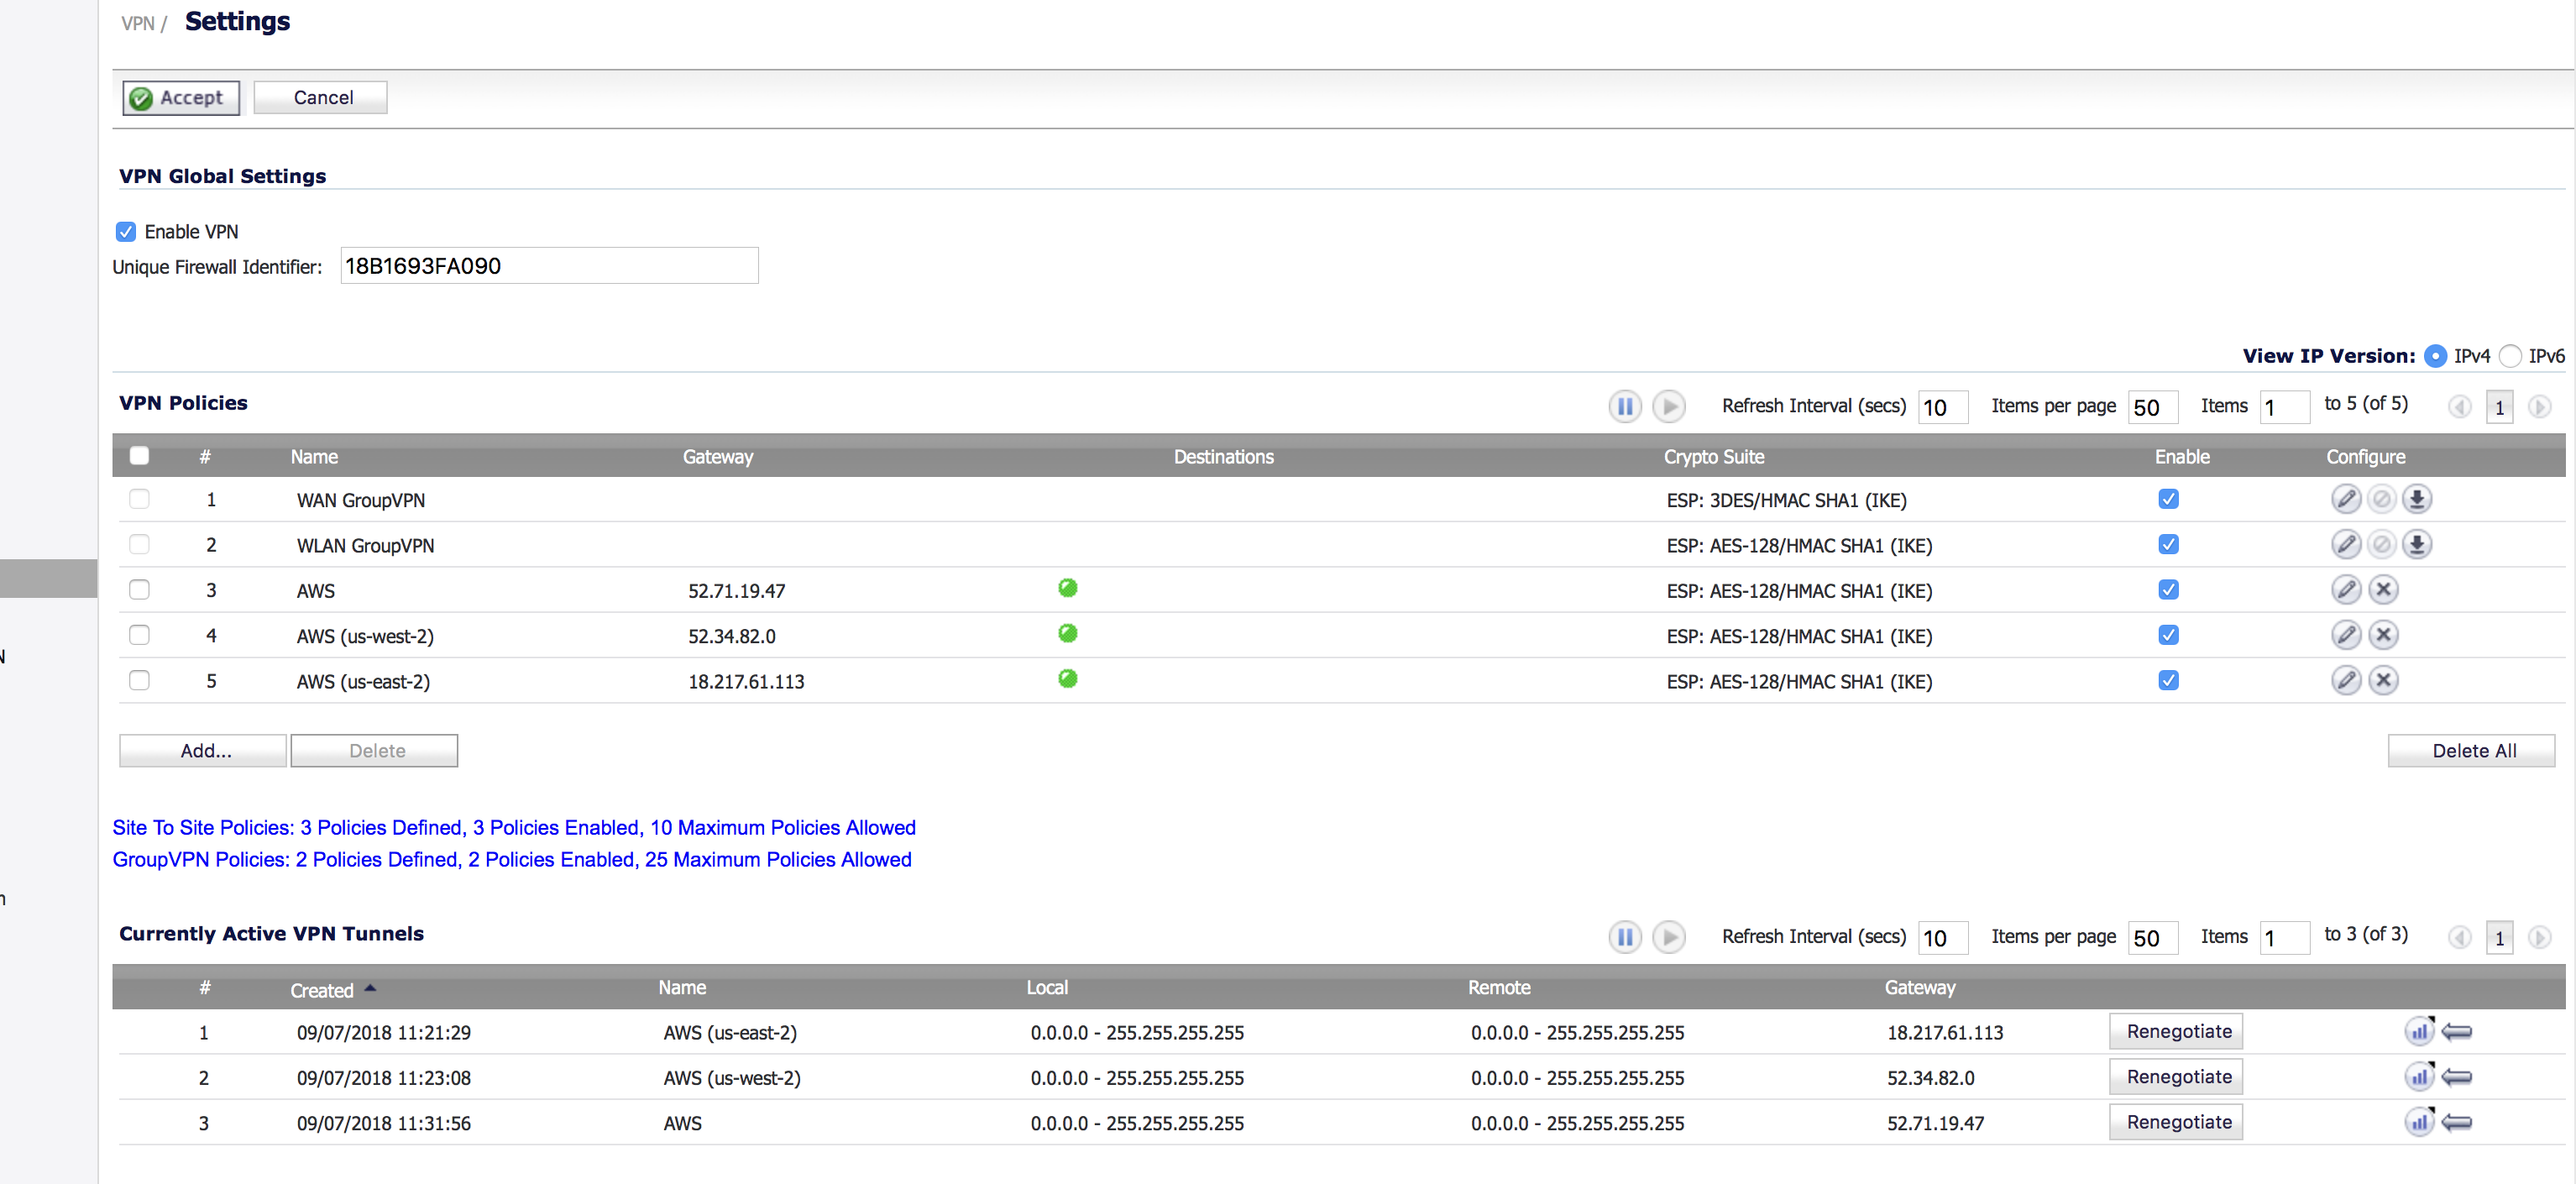 VPN / Settings
Accept Cancel
VPN Global Settings
Enable VPN
Unique Firewall Identifier: 18B1693FA090
View IP Version: IPv4 IPv6
VPN Policies Refresh Interval (secs) 10 Items per page 50 Items 1 to 5 (of 5) 1
# Name Gateway Destinations Crypto Suite Enable Configure
1 WAN GroupVPN ESP: 3DES/HMAC SHA1 (IKE)
2 WLAN GroupVPN ESP: AES-128/HMAC SHA1 (IKE)
3 AWS 52.71.19.47 ESP: AES-128/HMAC SHA1 (IKE)
4 AWS (us-west-2) 52.34.82.0 ESP: AES-128/HMAC SHA1 (IKE)
N
5 AWS (us-east-2) 18.217.61.113 ESP: AES-128/HMAC SHA1 (IKE)
Add... Delete Delete All
Site To Site Policies: 3 Policies Defined, 3 Policies Enabled, 10 Maximum Policies Allowed
GroupVPN Policies: 2 Policies Defined, 2 Policies Enabled, 25 Maximum Policies Allowed
Currently Active VPN Tunnels Refresh Interval (secs) 10 Items per page 50 Items 1 to 3 (of 3) 1
# Created Name Local Remote Gateway
1 09/07/2018 11:21:29 AWS (us-east-2) 0.0.0.0 - 255.255.255.255 0.0.0.0 - 255.255.255.255 18.217.61.113 Renegotiate
2 09/07/2018 11:23:08 AWS (us-west-2) 0.0.0.0 - 255.255.255.255 0.0.0.0 - 255.255.255.255 52.34.82.0 Renegotiate
3 09/07/2018 11:31:56 AWS 0.0.0.0 - 255.255.255.255 0.0.0.0 - 255.255.255.255 52.71.19.47 Renegotiate